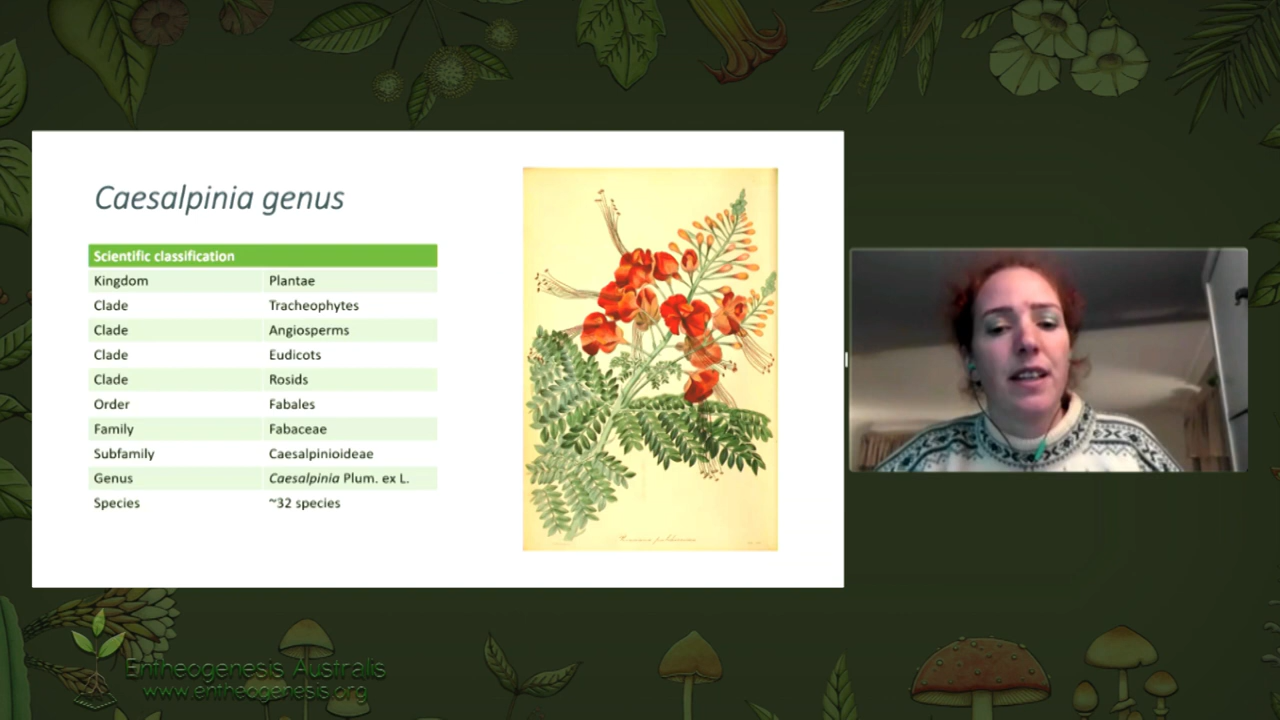 Caesalpinia genus
Scientific classification
Kingdom Plantae
Clade Tracheophytes
Clade Angiosperms
Clade Eudicots
Clade Rosids
Order Fabales
Family Fabaceae
Subfamily Caesalpinioideae
Genus Caesalpinia Plum. ex L.
Species ~32 species
Entheogenesis Australis
www.entheogenesis.org